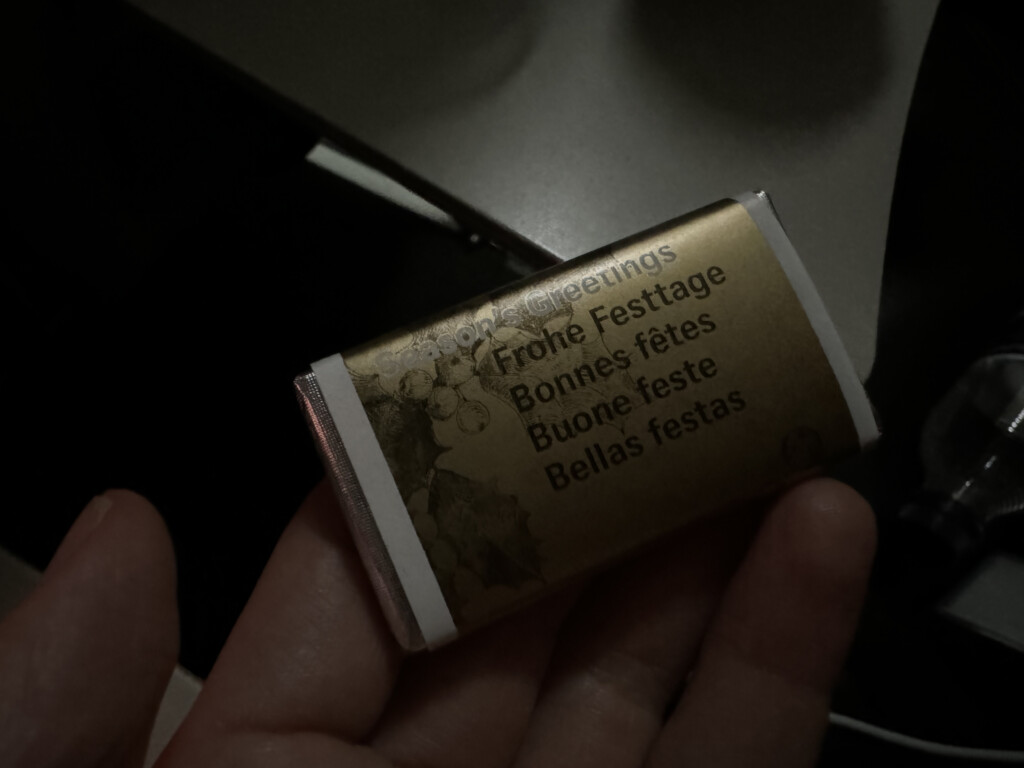 Season's Greetings
Frohe Festtage
Bonnes fêtes
Buone feste
Bellas festas